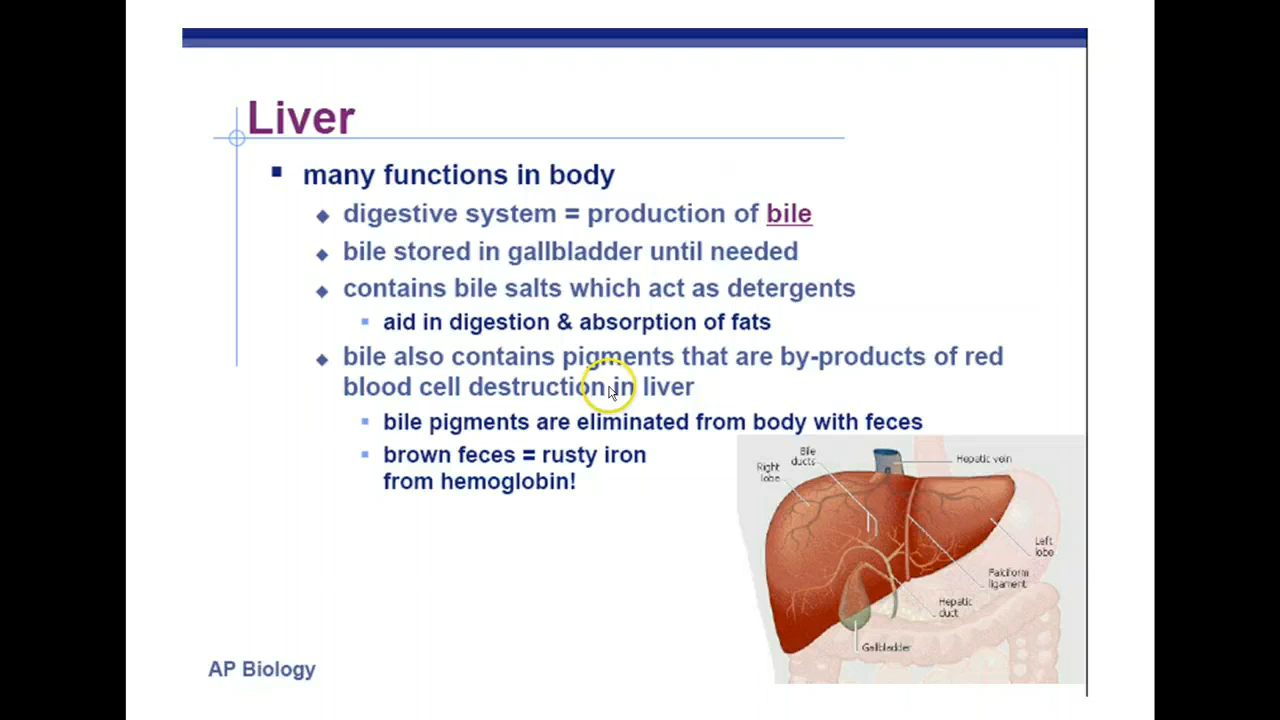 Liver
many functions in body
digestive system = production of bile
bile stored in gallbladder until needed
contains bile salts which act as detergents
aid in digestion & absorption of fats
bile also contains pigments that are by-products of red
blood cell destruction in liver
bile pigments are eliminated from body with feces
brown feces = rusty iron
from hemoglobin!
Bile
ducts
Hepatic vein
Right
lobe
Left
lobe
Falciform
ligament
Hepatic
duct
Gallbladder
AP Biology